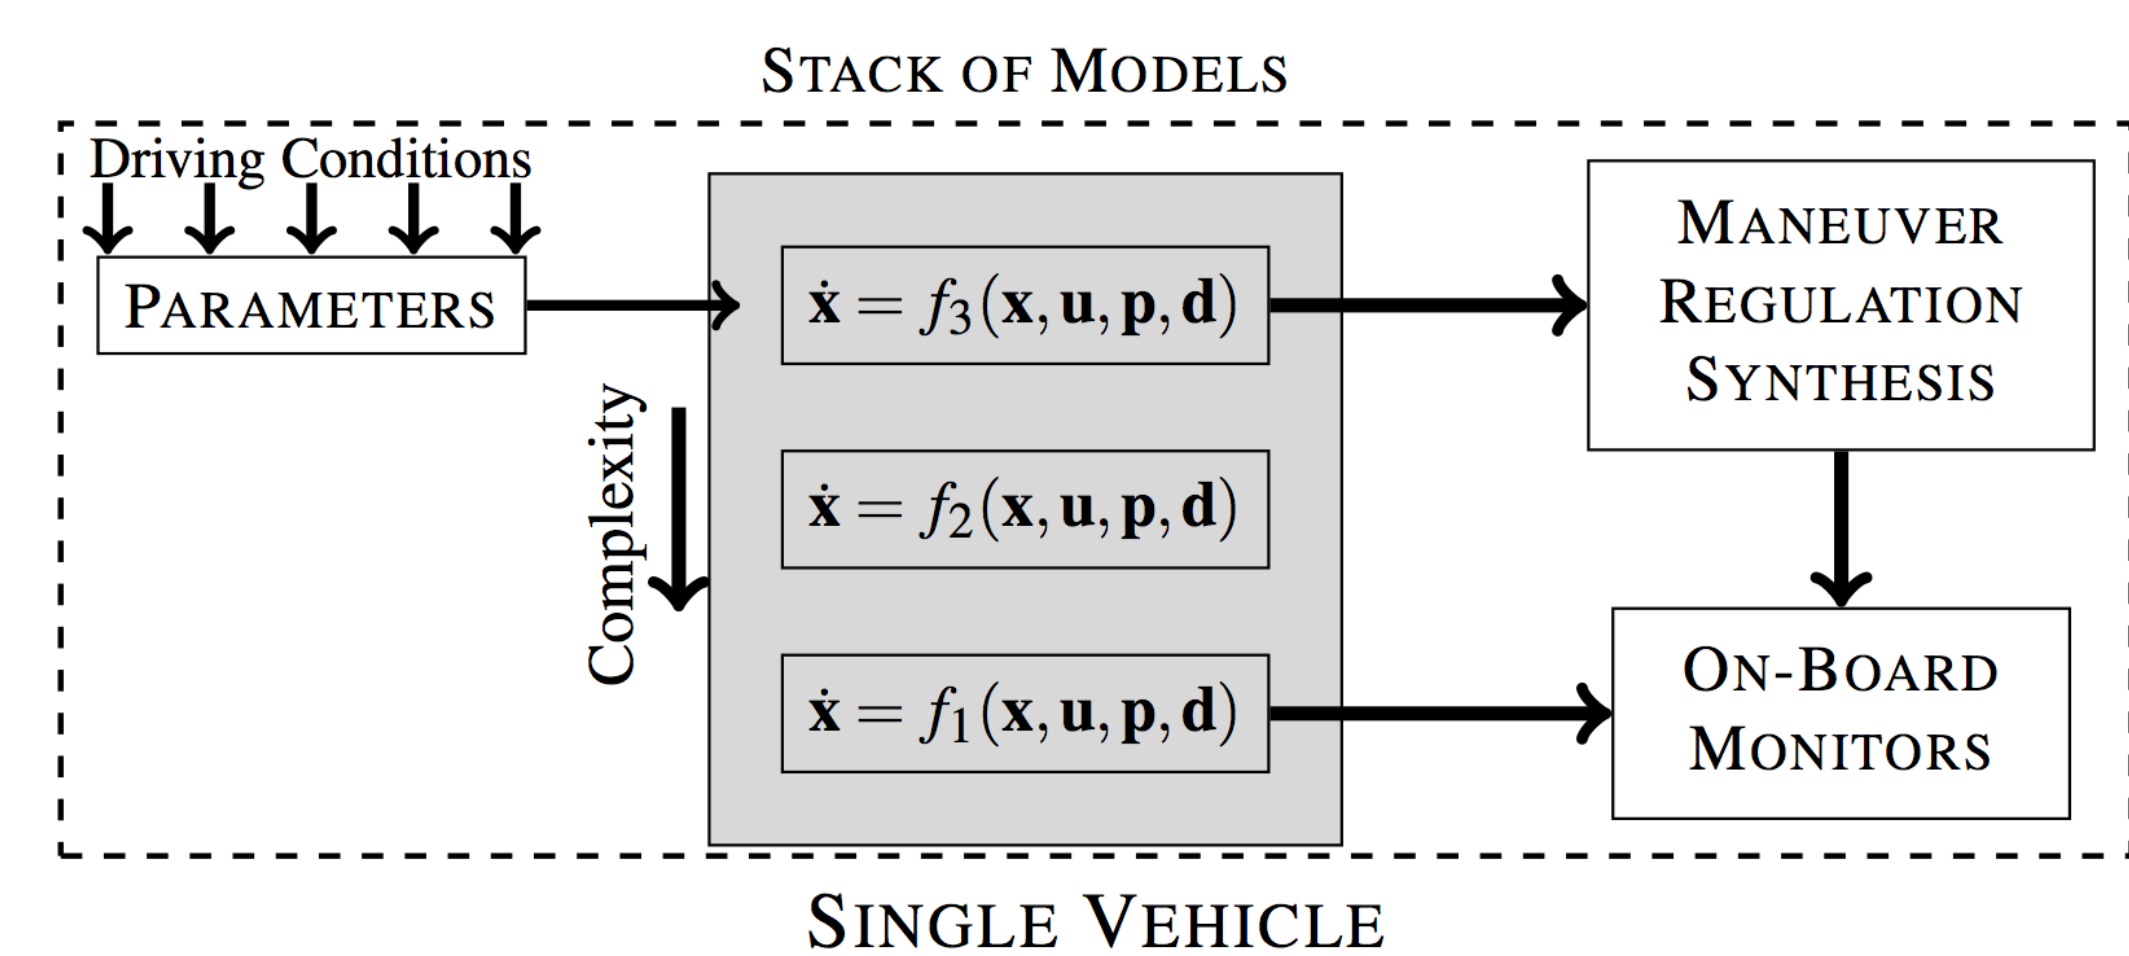 STACK OF MODELS
Driving Conditions
PARAMETERS
ẋ = f₃(x, u, p, d)
MANEUVER
REGULATION
SYNTHESIS
Complexity
ẋ = f₂(x, u, p, d)
ẋ = f₁(x, u, p, d)
ON-BOARD
MONITORS
SINGLE VEHICLE